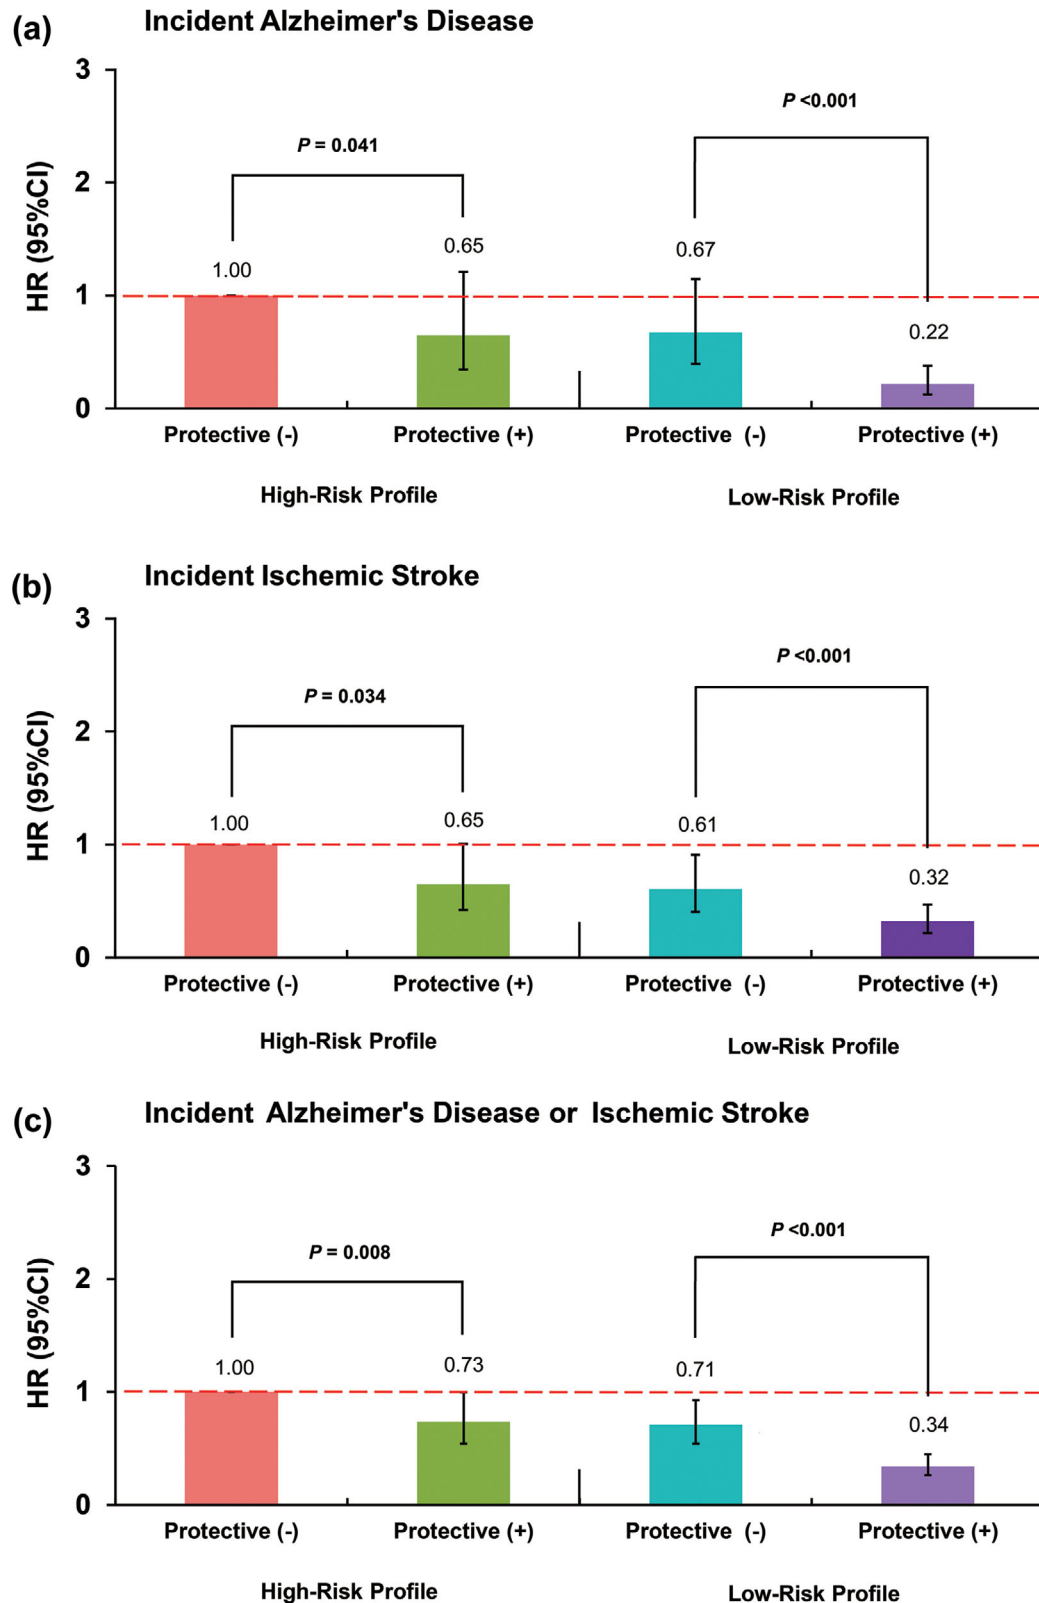 (a) Incident Alzheimer's Disease
HR (95%CI)
3
2
1
0
P = 0.041
P <0.001
1.00
0.65
0.67
0.22
Protective (-)
Protective (+)
Protective (-)
Protective (+)
High-Risk Profile
Low-Risk Profile
(b) Incident Ischemic Stroke
HR (95%CI)
3
2
1
0
P = 0.034
P <0.001
1.00
0.65
0.61
0.32
Protective (-)
Protective (+)
Protective (-)
Protective (+)
High-Risk Profile
Low-Risk Profile
(c) Incident Alzheimer's Disease or Ischemic Stroke
HR (95%CI)
3
2
1
0
P = 0.008
P <0.001
1.00
0.73
0.71
0.34
Protective (-)
Protective (+)
Protective (-)
Protective (+)
High-Risk Profile
Low-Risk Profile